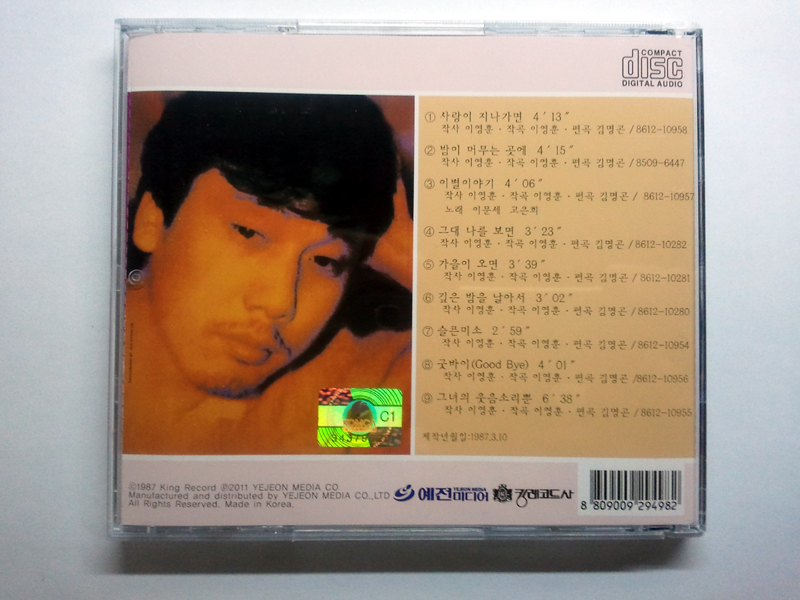 COMPACT
disc
DIGITAL AUDIO
① 사랑이 지나가면 4′13″
작사 이영훈 · 작곡 이영훈 · 편곡 김명곤 /8612-10958
② 밤이 머무는 곳에 4′15″
작사 이영훈 · 작곡 이영훈 · 편곡 김명곤 /8509-6447
③ 이별이야기 4′06″
작사 이영훈 · 작곡 이영훈 · 편곡 김명곤 / 8612-10957
노래 이문세 고은희
④ 그대 나를 보면 3′23″
작사 이영훈 · 작곡 이영훈 · 편곡 김명곤 /8612-10282
⑤ 가을이 오면 3′39″
작사 이영훈 · 작곡 이영훈 · 편곡 김명곤 /8612-10281
⑥ 깊은 밤을 날아서 3′02″
작사 이영훈 · 작곡 이영훈 · 편곡 김명곤 /8612-10280
⑦ 슬픈미소 2′59″
작사 이영훈 · 작곡 이영훈 · 편곡 김명곤 /8612-10954
⑧ 굿바이(Good Bye) 4′01″
작사 이영훈 · 작곡 이영훈 · 편곡 김명곤 /8612-10956
⑨ 그녀의 웃음소리뿐 6′38″
작사 이영훈 · 작곡 이영훈 · 편곡 김명곤 /8612-10955
제작년월일:1987.3.10
C1
©1987 King Record ℗2011 YEJEON MEDIA CO
Manufactured and distributed by YEJEON MEDIA CO.,LTD
All Rights Reserved. Made in Korea.
YEJEON MEDIA
예전미디어
킹레코드사
8 809009 294982